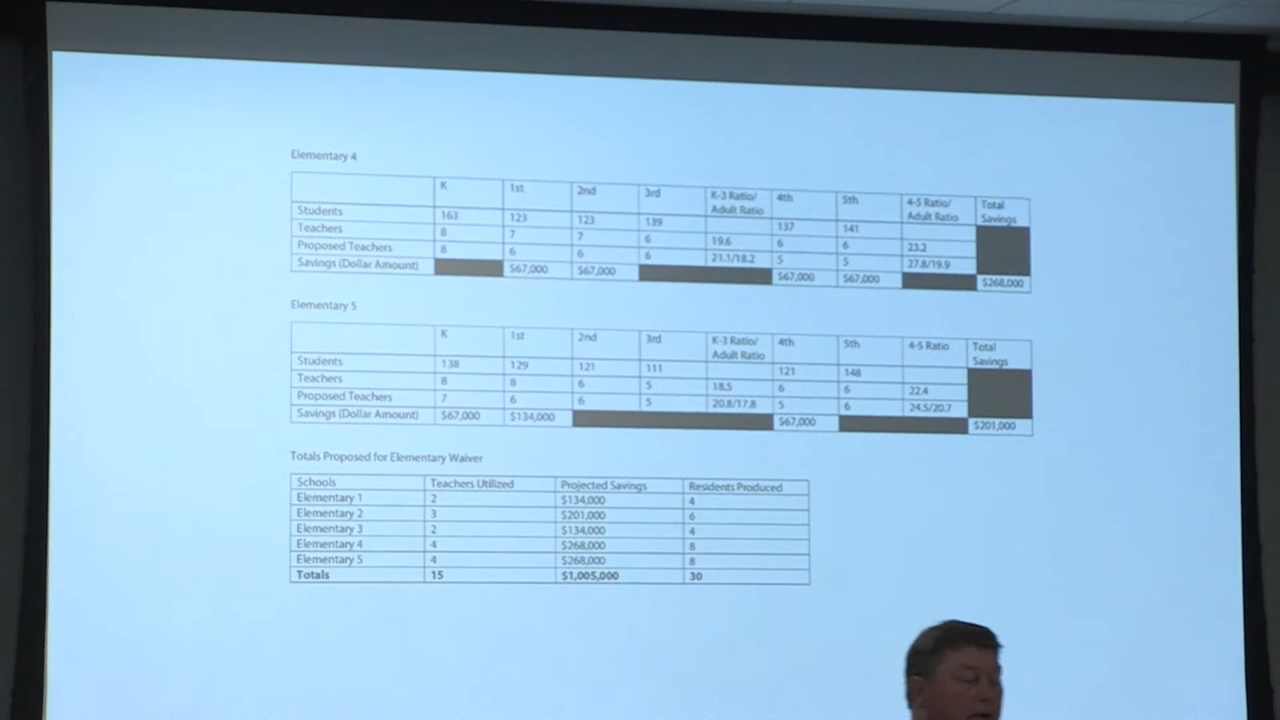 Elementary 4
K 1st 2nd 3rd K-3 Ratio/ Adult Ratio 4th 5th 4-5 Ratio/ Adult Ratio Total Savings
Students 163 123 123 139 137 141
Teachers 8 7 7 6 19.6 6 6 23.2
Proposed Teachers 8 6 6 6 21.1/18.2 5 5 27.8/19.9
Savings (Dollar Amount) $67,000 $67,000 $67,000 $67,000 $268,000
Elementary 5
K 1st 2nd 3rd K-3 Ratio/ Adult Ratio 4th 5th 4-5 Ratio Total Savings
Students 138 129 121 111 121 148
Teachers 8 8 6 5 18.5 6 6 22.4
Proposed Teachers 7 6 6 5 20.8/17.8 5 6 24.5/20.7
Savings (Dollar Amount) $67,000 $134,000 $67,000 $201,000
Totals Proposed for Elementary Waiver
Schools Teachers Utilized Projected Savings Residents Produced
Elementary 1 2 $134,000 4
Elementary 2 3 $201,000 6
Elementary 3 2 $134,000 4
Elementary 4 4 $268,000 8
Elementary 5 4 $268,000 8
Totals 15 $1,005,000 30